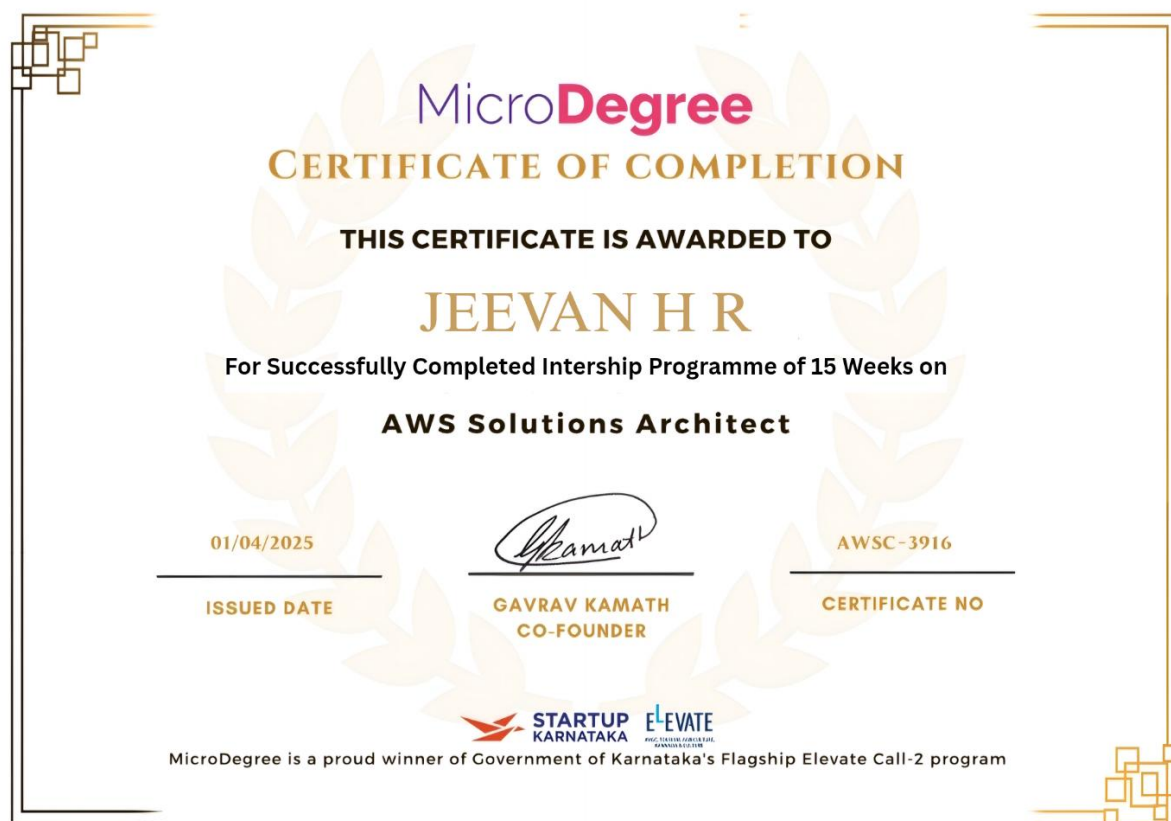 MicroDegree
CERTIFICATE OF COMPLETION
THIS CERTIFICATE IS AWARDED TO
JEEVAN H R
For Successfully Completed Intership Programme of 15 Weeks on
AWS Solutions Architect
01/04/2025
Gkamath
AWSC-3916
ISSUED DATE
GAVRAV KAMATH
CO-FOUNDER
CERTIFICATE NO
STARTUP
KARNATAKA
ELEVATE
MicroDegree is a proud winner of Government of Karnataka's Flagship Elevate Call-2 program